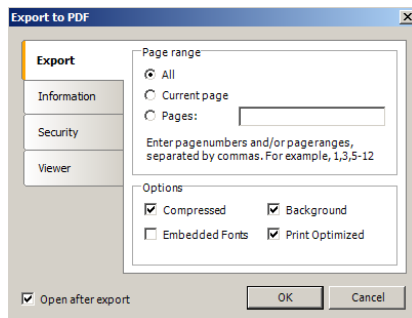 Export to PDF
Export
Information
Security
Viewer
Page range
All
Current page
Pages:
Enter pagenumbers and/or pageranges,
separated by commas. For example, 1,3,5-12
Options
Compressed
Background
Embedded Fonts
Print Optimized
Open after export
OK
Cancel